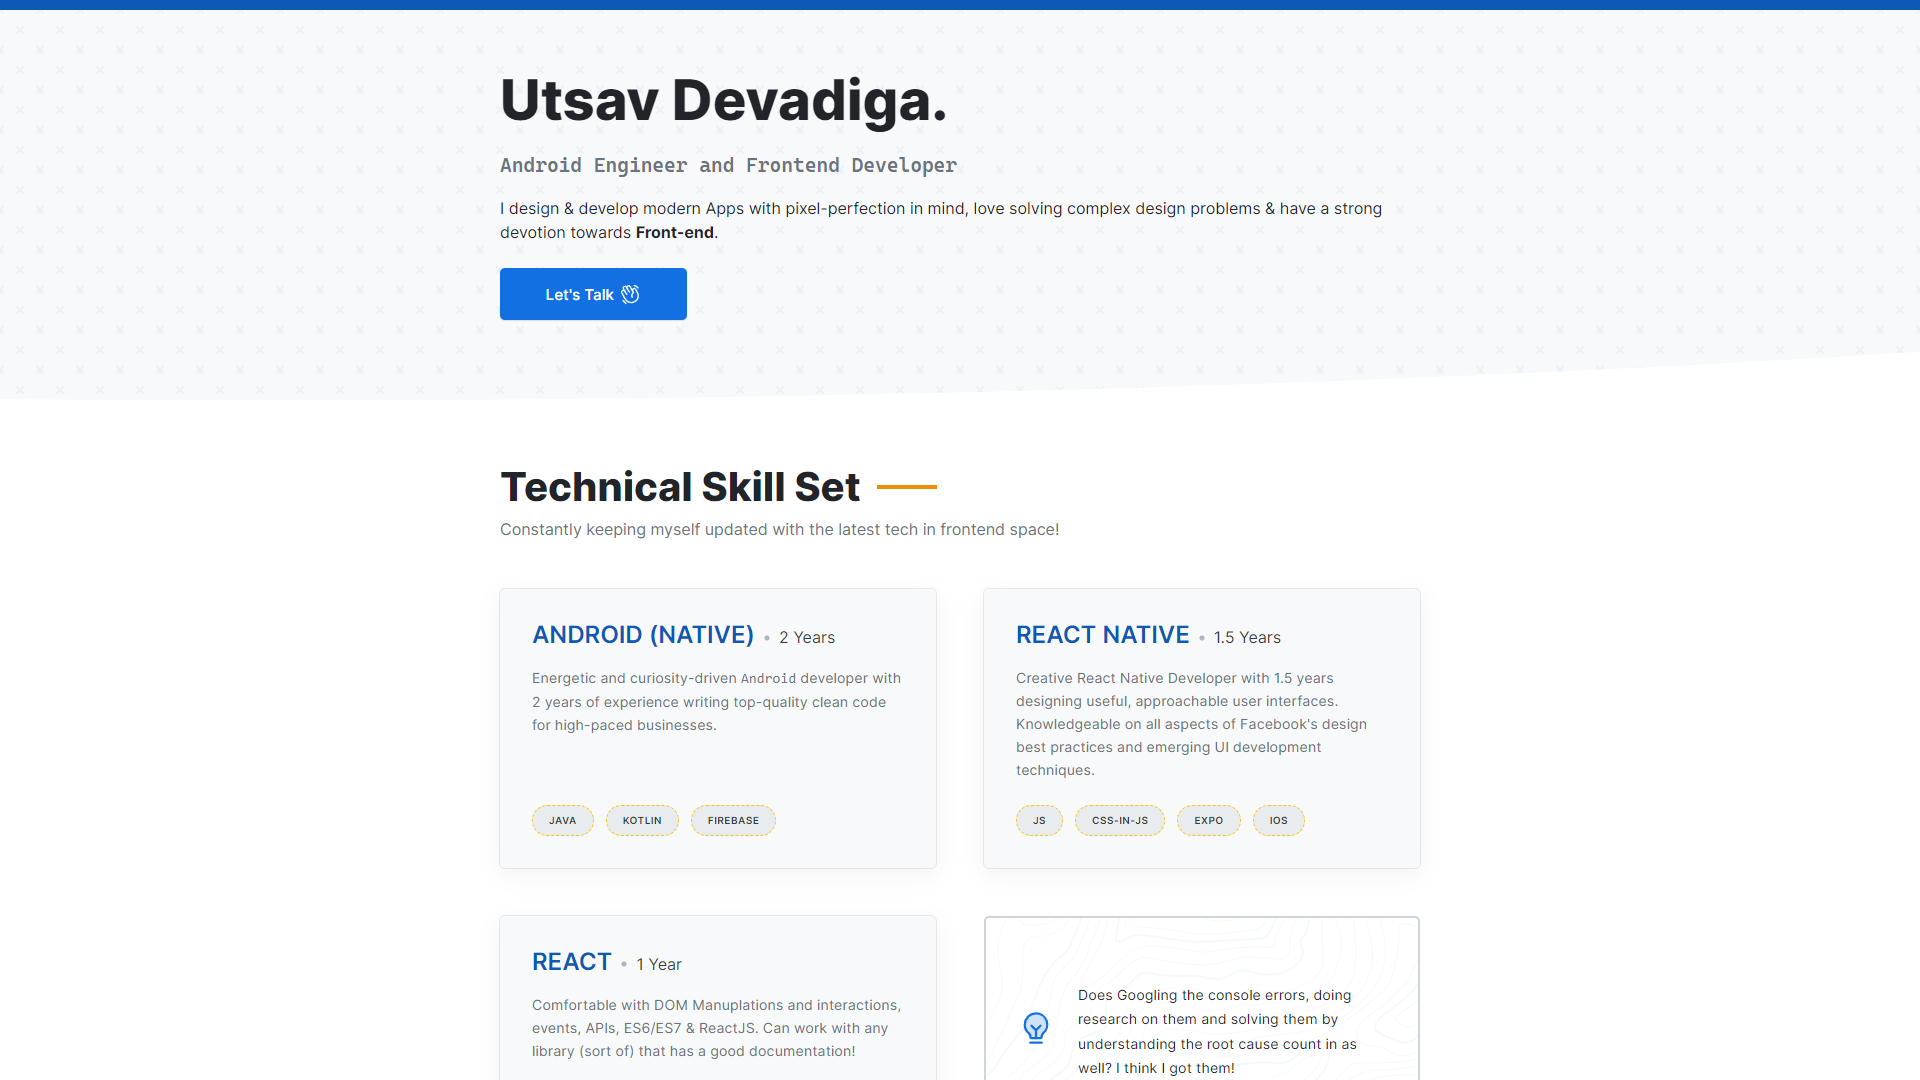 Utsav Devadiga.
Android Engineer and Frontend Developer
I design & develop modern Apps with pixel-perfection in mind, love solving complex design problems & have a strong
devotion towards Front-end.
Let's Talk
Technical Skill Set
Constantly keeping myself updated with the latest tech in frontend space!
ANDROID (NATIVE) • 2 Years
Energetic and curiosity-driven Android developer with
2 years of experience writing top-quality clean code
for high-paced businesses.
JAVA KOTLIN FIREBASE
REACT NATIVE • 1.5 Years
Creative React Native Developer with 1.5 years
designing useful, approachable user interfaces.
Knowledgeable on all aspects of Facebook's design
best practices and emerging UI development
techniques.
JS CSS-IN-JS EXPO IOS
REACT • 1 Year
Comfortable with DOM Manuplations and interactions,
events, APIs, ES6/ES7 & ReactJS. Can work with any
library (sort of) that has a good documentation!
Does Googling the console errors, doing
research on them and solving them by
understanding the root cause count in as
well? I think I got them!